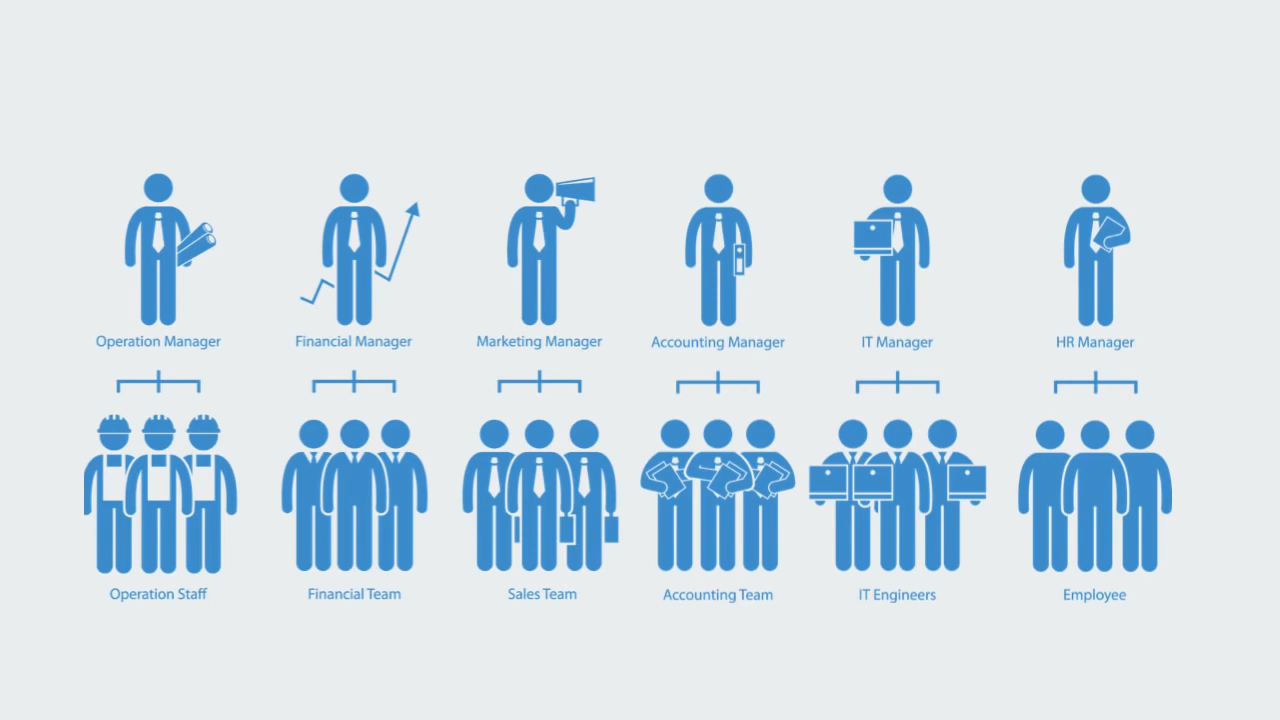 Operation Manager
Financial Manager
Marketing Manager
Accounting Manager
IT Manager
HR Manager
Operation Staff
Financial Team
Sales Team
Accounting Team
IT Engineers
Employee